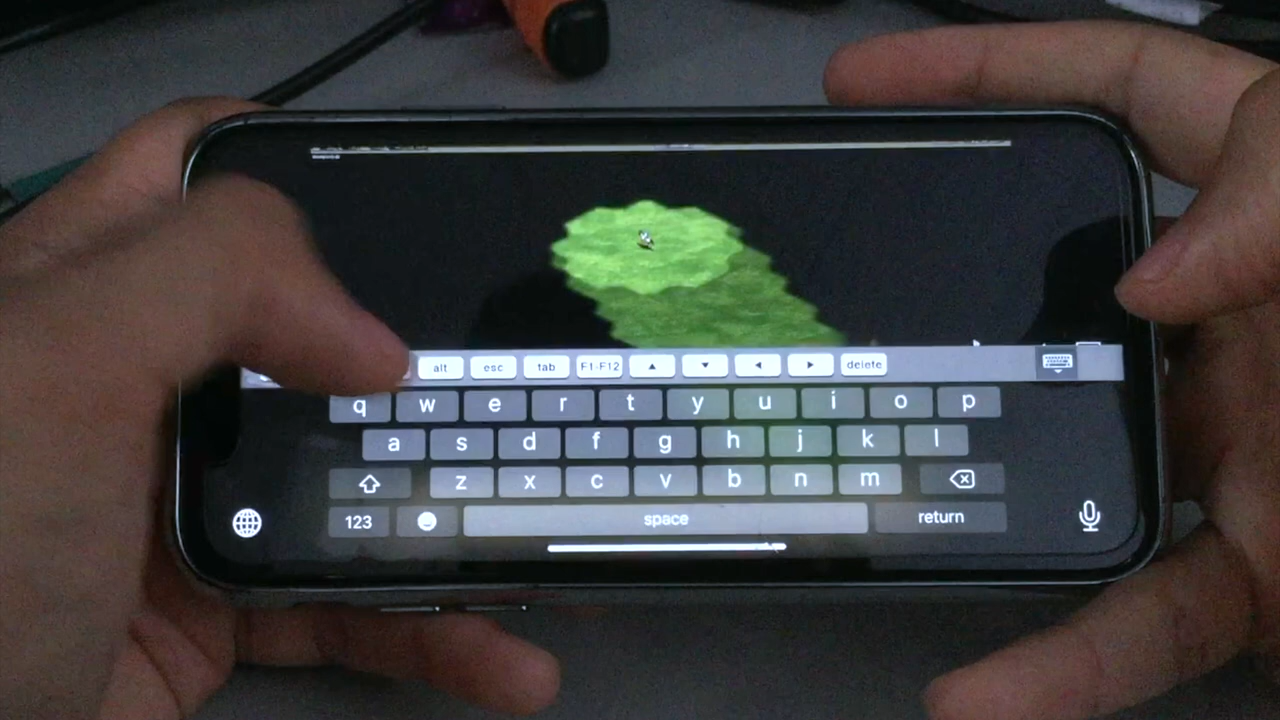 alt esc tab F1-F12 ▲ ▼ ◀ ▶ delete
q w e r t y u i o p
a s d f g h j k l
z x c v b n m
123 space return